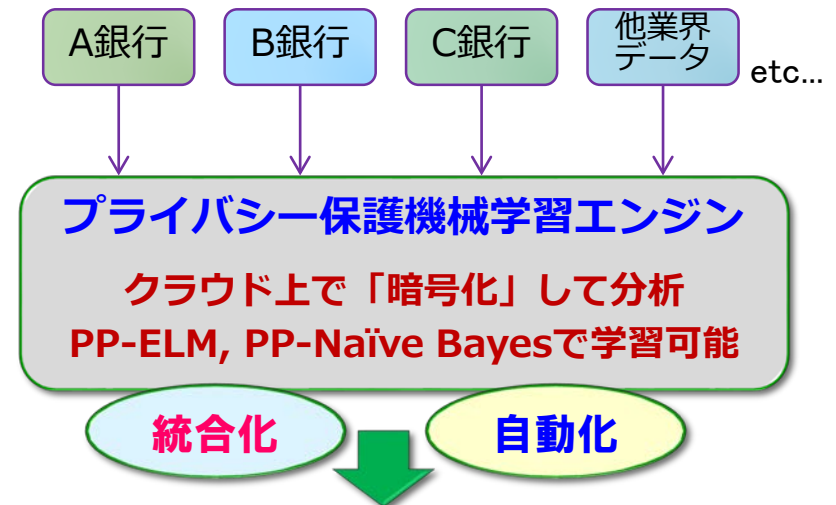 A銀行
B銀行
C銀行
他業界
データ
etc…
プライバシー保護機械学習エンジン
クラウド上で「暗号化」して分析
PP-ELM, PP-Naïve Bayesで学習可能
統合化
自動化